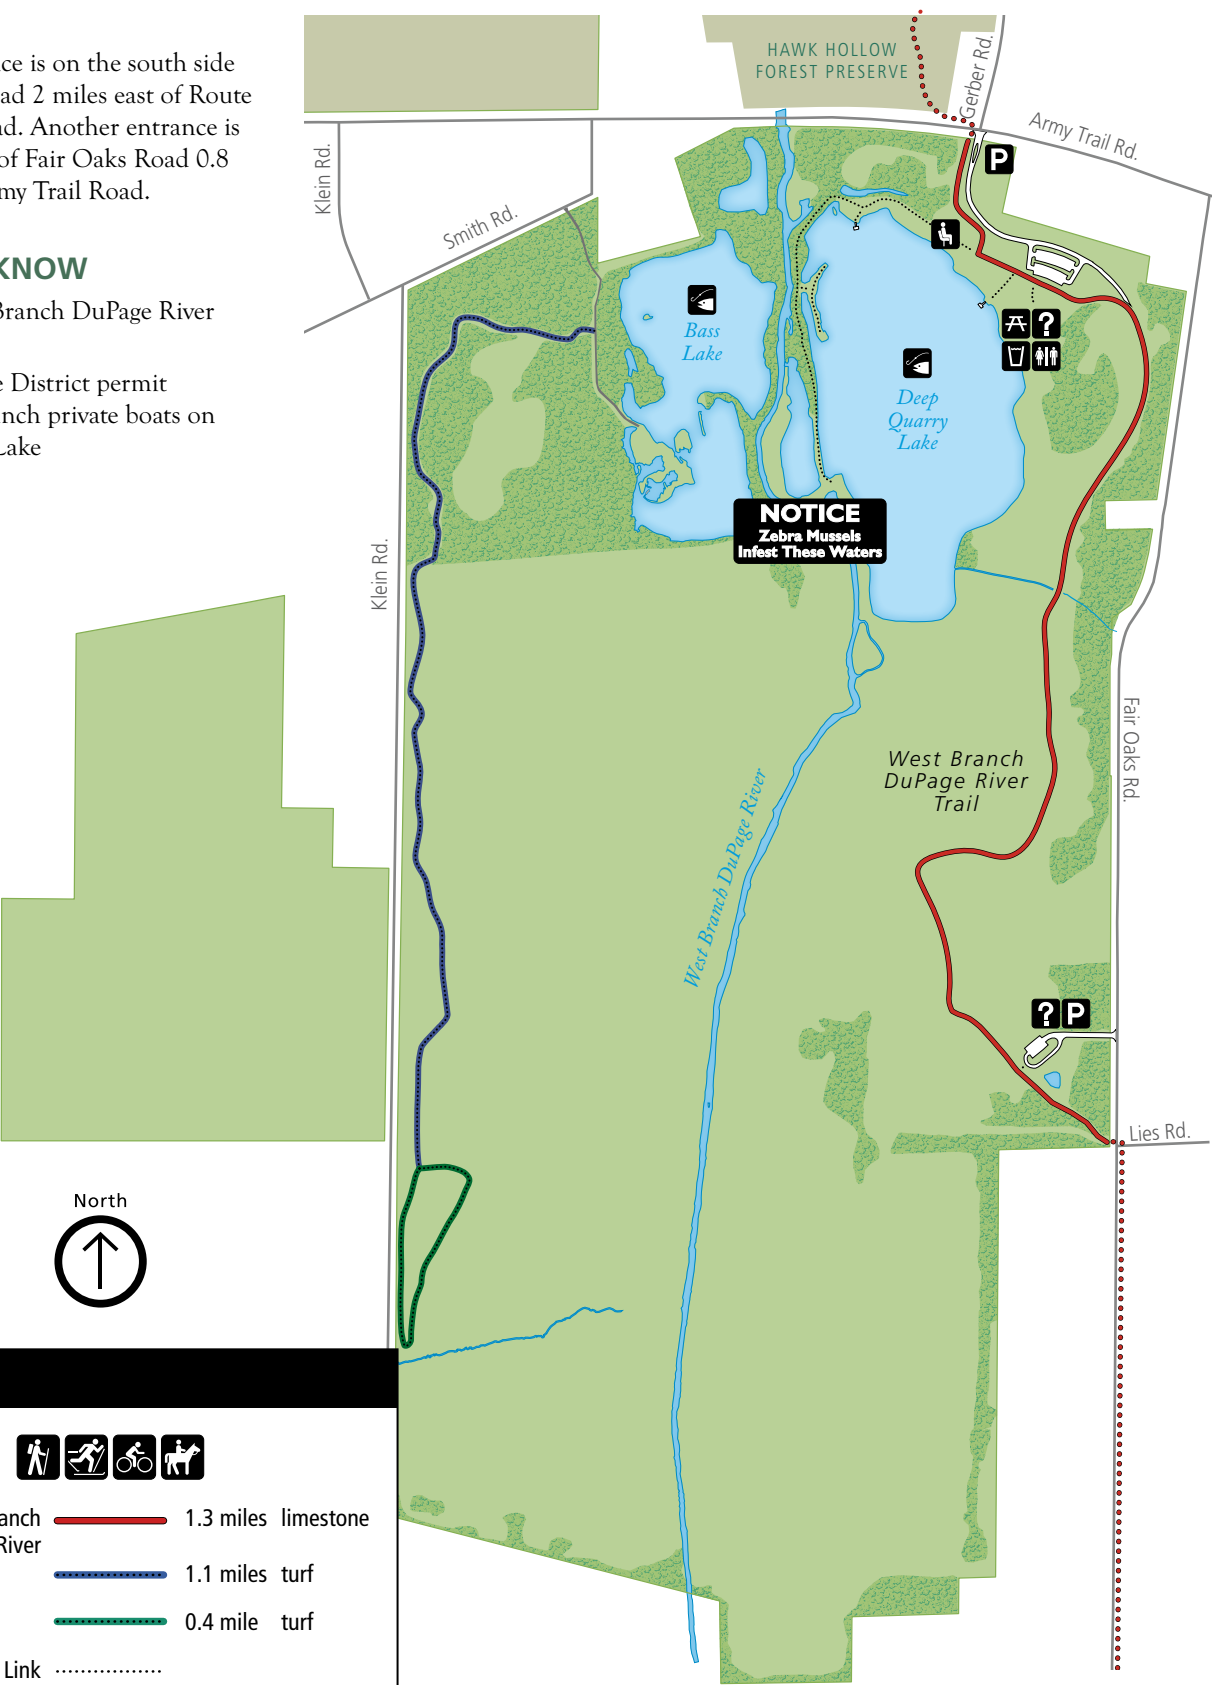 ce is on the south side
ad 2 miles east of Route
ad. Another entrance is
of Fair Oaks Road 0.8
my Trail Road.
KNOW
Branch DuPage River
e District permit
unch private boats on
Lake
HAWK HOLLOW
FOREST PRESERVE
Gerber Rd.
Army Trail Rd.
Klein Rd.
Smith Rd.
P
Bass
Lake
?
Deep
Quarry
Lake
NOTICE
Zebra Mussels
Infest These Waters
Klein Rd.
Fair Oaks Rd.
West Branch
DuPage River
Trail
West Branch DuPage River
? P
Lies Rd.
North
anch 1.3 miles limestone
River
1.1 miles turf
0.4 mile turf
Link